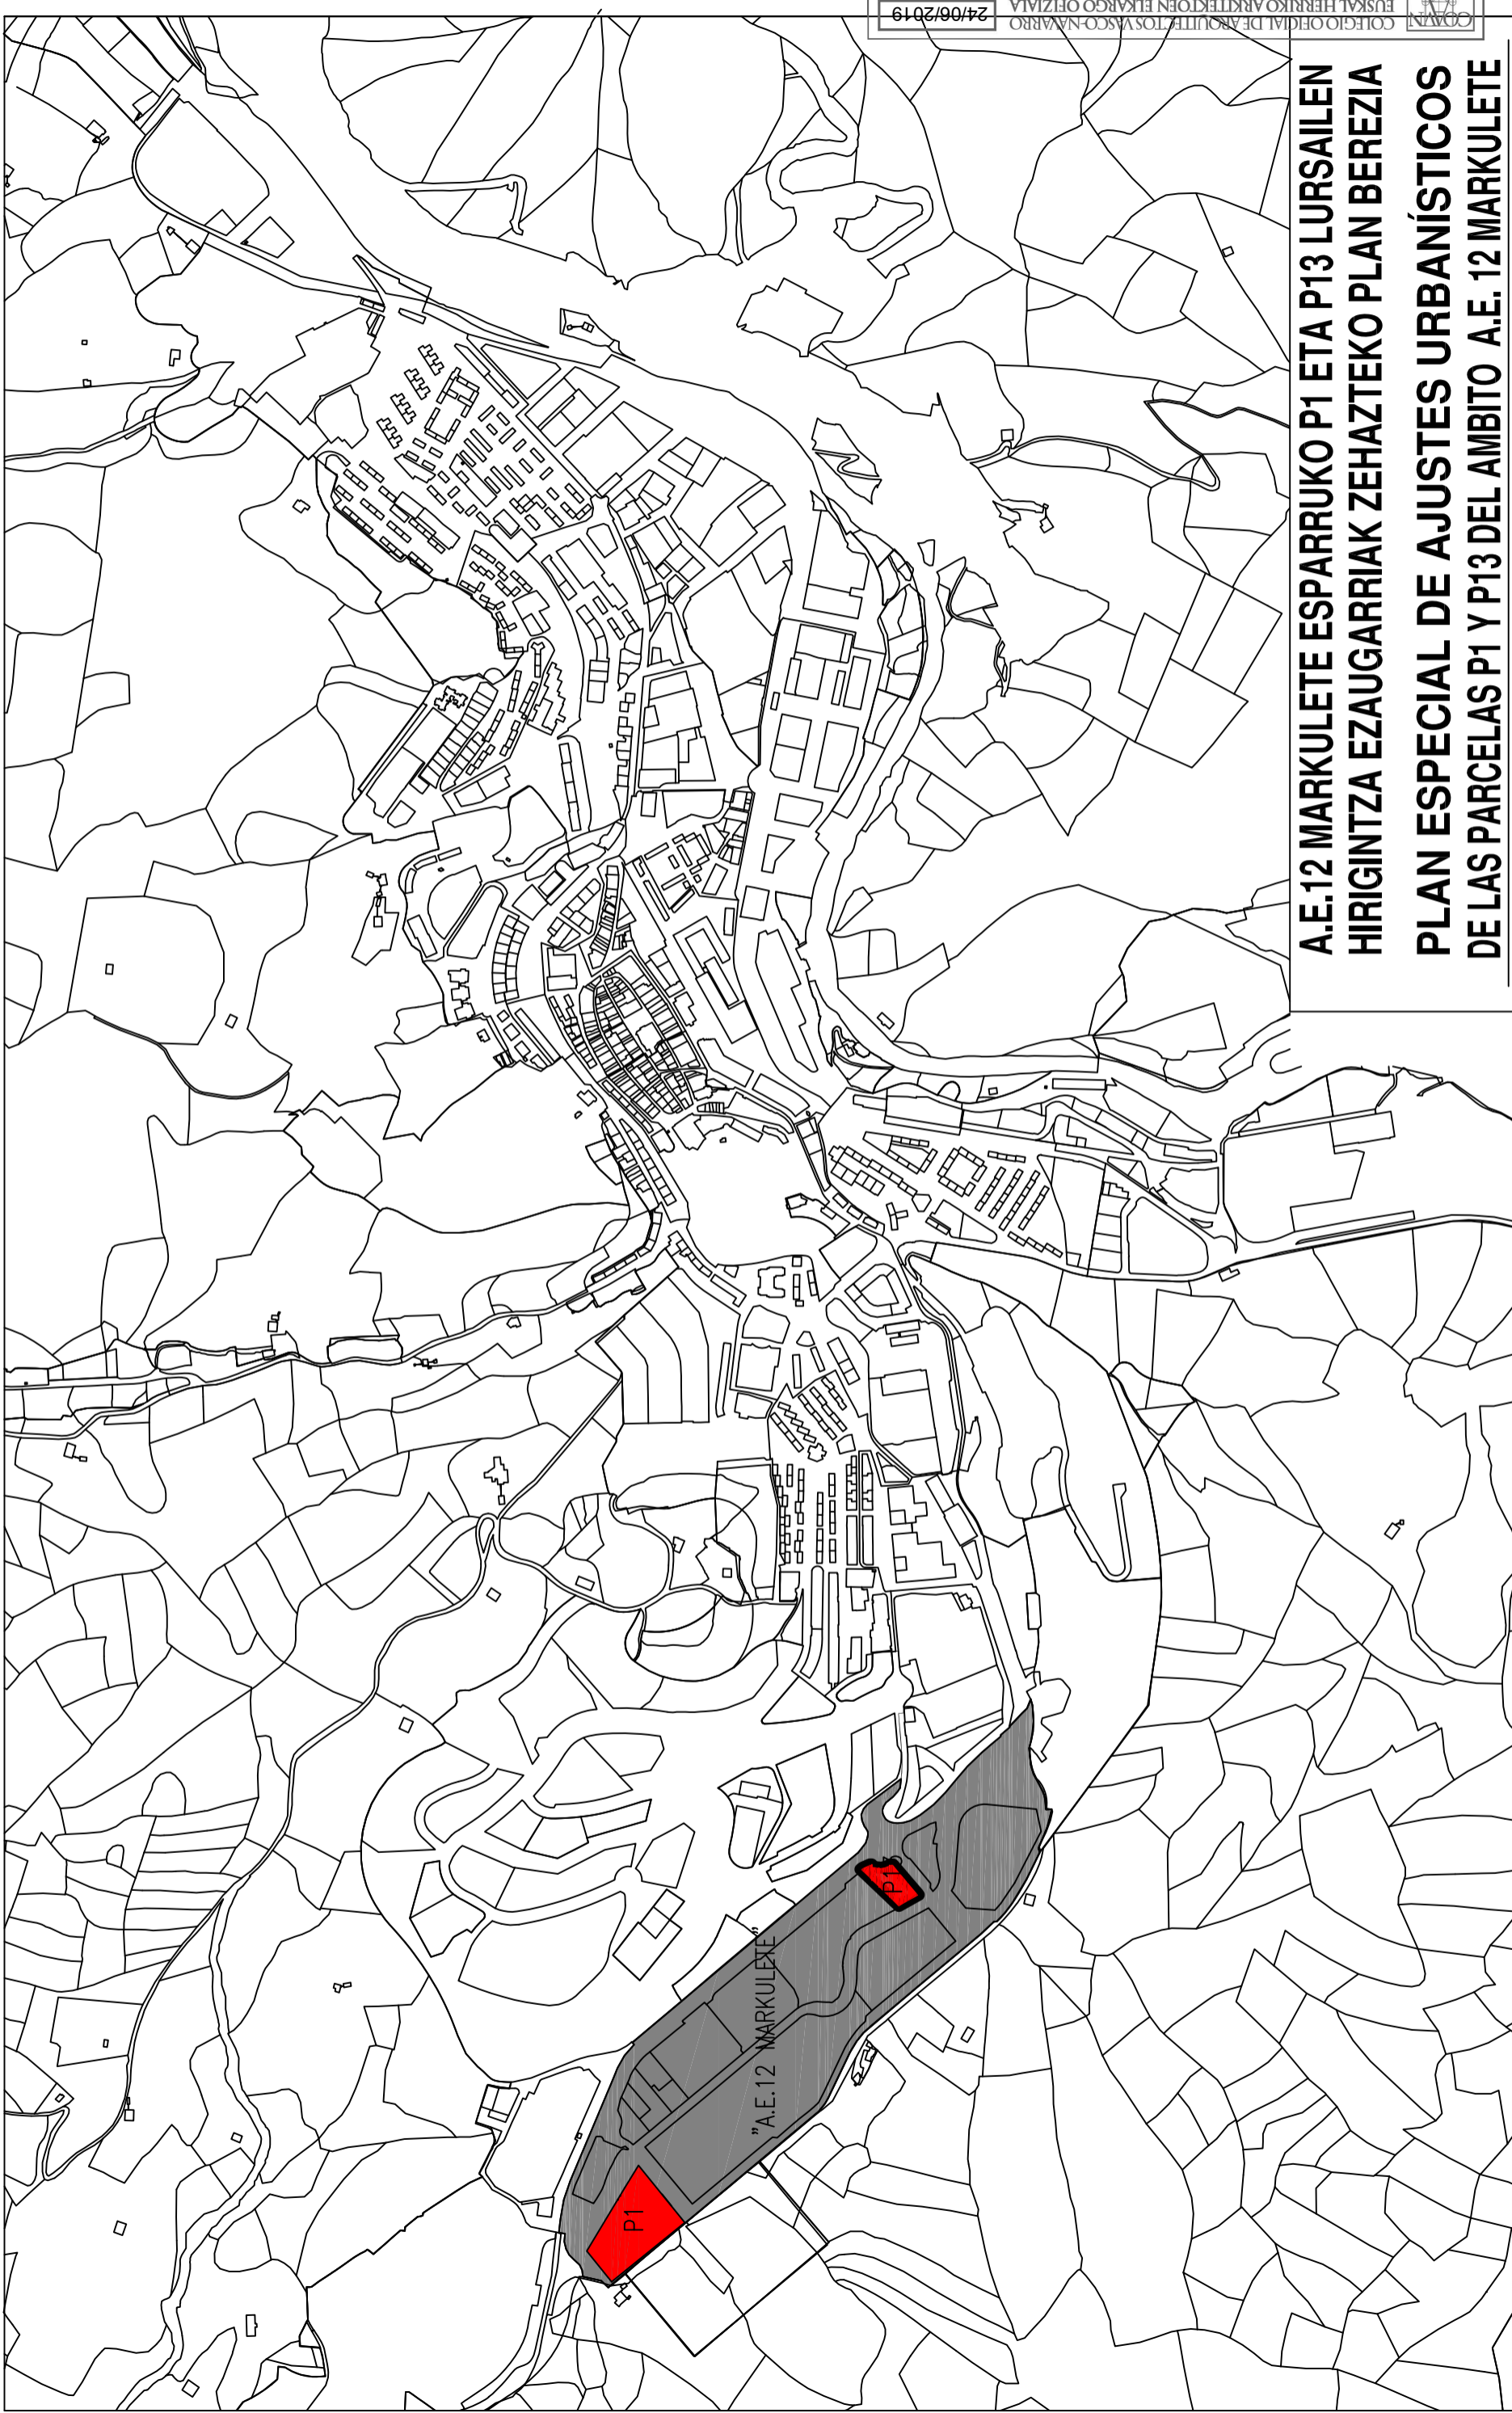 A.E.12 MARKULETE ESPARRUKO P1 ETA P13 LURSAILEN
HIRIGINTZA EZAUGARRIAK ZEHAZTEKO PLAN BEREZIA
PLAN ESPECIAL DE AJUSTES URBANÍSTICOS
DE LAS PARCELAS P1 Y P13 DEL AMBITO A.E. 12 MARKULETE
COAVN
COLEGIO OFICIAL DE ARQUITECTOS VASCO-NAVARRO
EUSKAL HERRIKO ARKITEKTOEN ELKARGO OFIZIALA
24/06/2019
"A.E.12 MARKULETE"
P1
P13